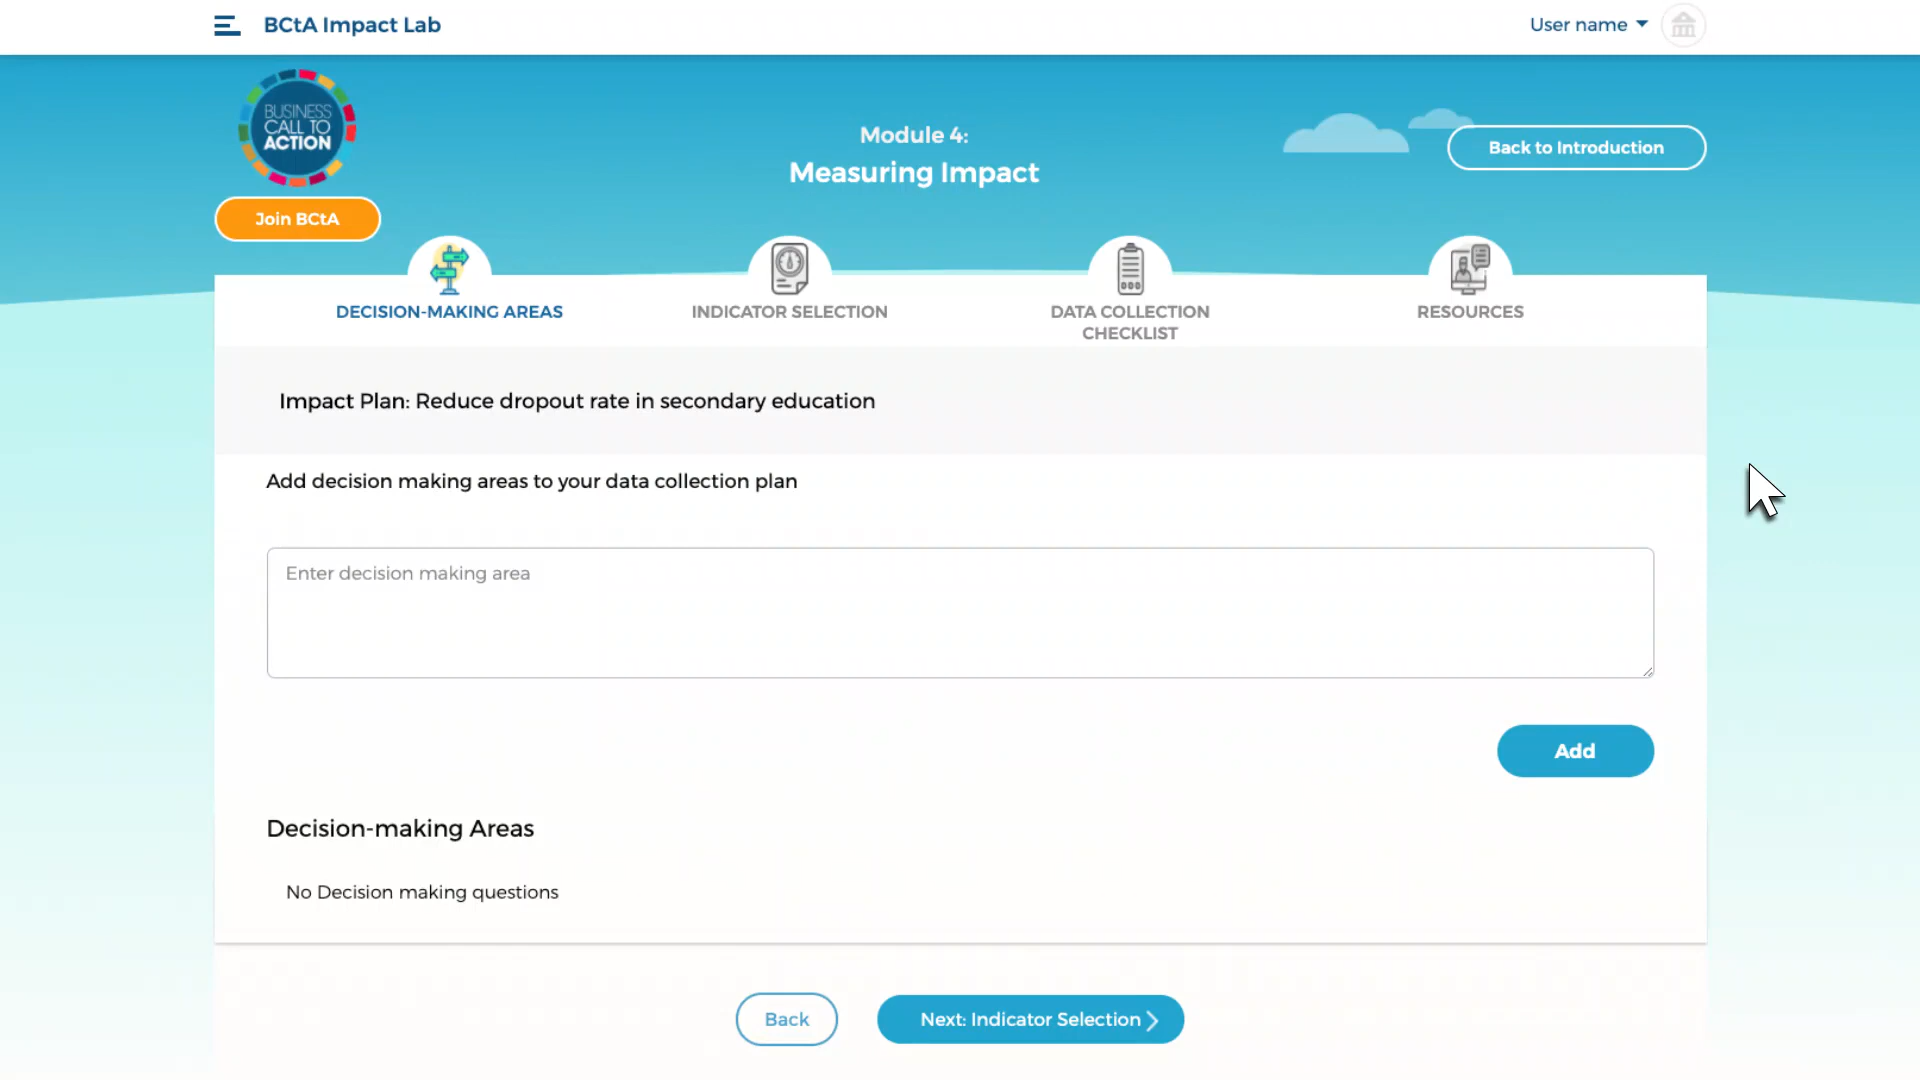 BCtA Impact Lab
User name
BUSINESS
CALL TO
ACTION
Join BCtA
Module 4:
Measuring Impact
Back to Introduction
DECISION-MAKING AREAS
INDICATOR SELECTION
DATA COLLECTION
CHECKLIST
RESOURCES
Impact Plan: Reduce dropout rate in secondary education
Add decision making areas to your data collection plan
Enter decision making area
Add
Decision-making Areas
No Decision making questions
Back
Next: Indicator Selection